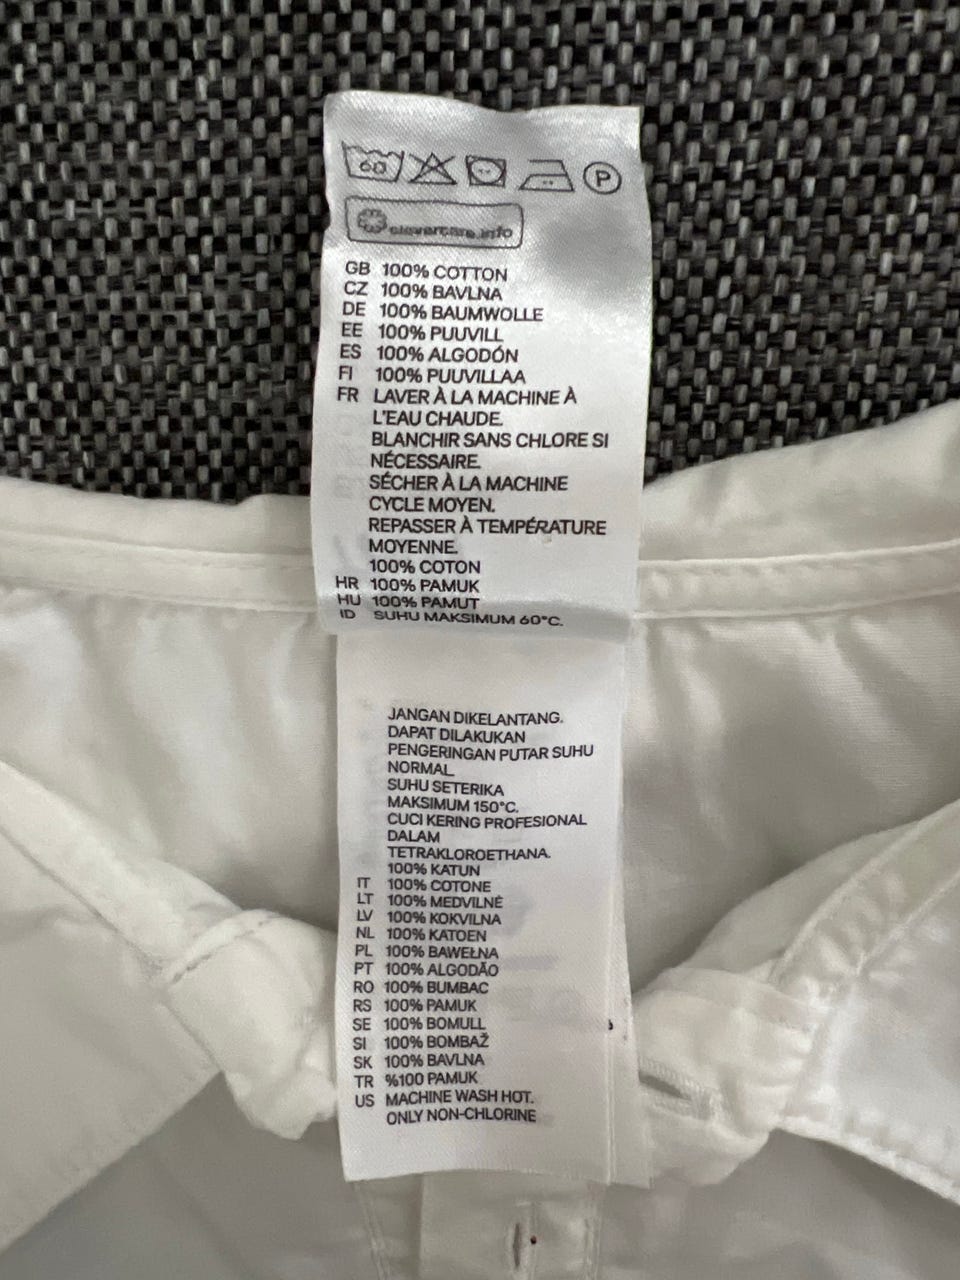 60 P
clevercare.info
GB 100% COTTON
CZ 100% BAVLNA
DE 100% BAUMWOLLE
EE 100% PUUVILL
ES 100% ALGODÓN
FI 100% PUUVILLAA
FR LAVER À LA MACHINE À
L'EAU CHAUDE.
BLANCHIR SANS CHLORE SI
NÉCESSAIRE.
SÉCHER À LA MACHINE
CYCLE MOYEN.
REPASSER À TEMPÉRATURE
MOYENNE.
100% COTON
HR 100% PAMUK
HU 100% PAMUT
ID SUHU MAKSIMUM 60°C.
JANGAN DIKELANTANG.
DAPAT DILAKUKAN
PENGERINGAN PUTAR SUHU
NORMAL
SUHU SETERIKA
MAKSIMUM 150°C.
CUCI KERING PROFESIONAL
DALAM
TETRAKLOROETHANA.
100% KATUN
IT 100% COTONE
LT 100% MEDVILNĖ
LV 100% KOKVILNA
NL 100% KATOEN
PL 100% BAWEŁNA
PT 100% ALGODÃO
RO 100% BUMBAC
RS 100% PAMUK
SE 100% BOMULL
SI 100% BOMBAŽ
SK 100% BAVLNA
TR %100 PAMUK
US MACHINE WASH HOT.
ONLY NON-CHLORINE